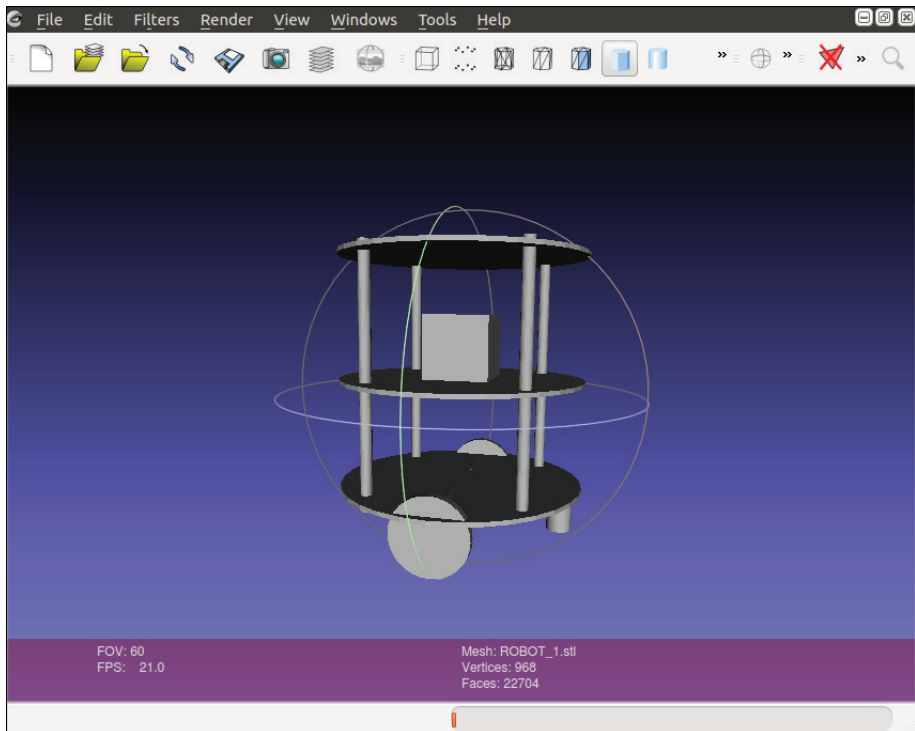 File Edit Filters Render View Windows Tools Help
» » »
FOV: 60
FPS: 21.0
Mesh: ROBOT_1.stl
Vertices: 968
Faces: 22704